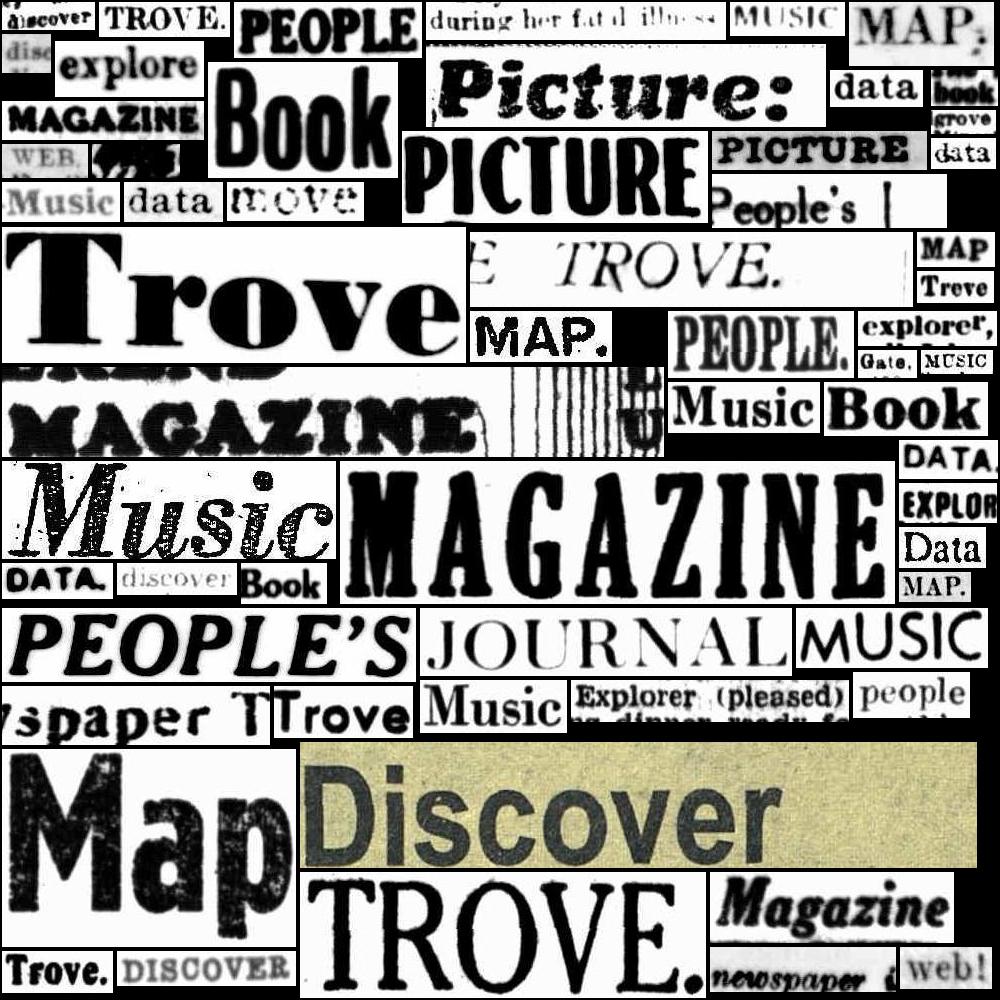 discover
TROVE.
PEOPLE
during her fatal illness
MUSIC
MAP.
disc
explore
Book
Picture:
data
book
MAGAZINE
grove
WEB.
PICTURE
PICTURE
data
Music
data
move
People's
Trove
E TROVE.
MAP
Treve
MAP.
PEOPLE.
explorer,
Gate.
MUSIC
MAGAZINE
Music
Book
DATA.
Music
MAGAZINE
EXPLOR
Data
DATA.
discover
Book
MAP.
PEOPLE'S
JOURNAL
MUSIC
spaper T
Trove
Music
Explorer (pleased)
people
Map
Discover
TROVE.
Magazine
Trove.
DISCOVER
newspaper
web!